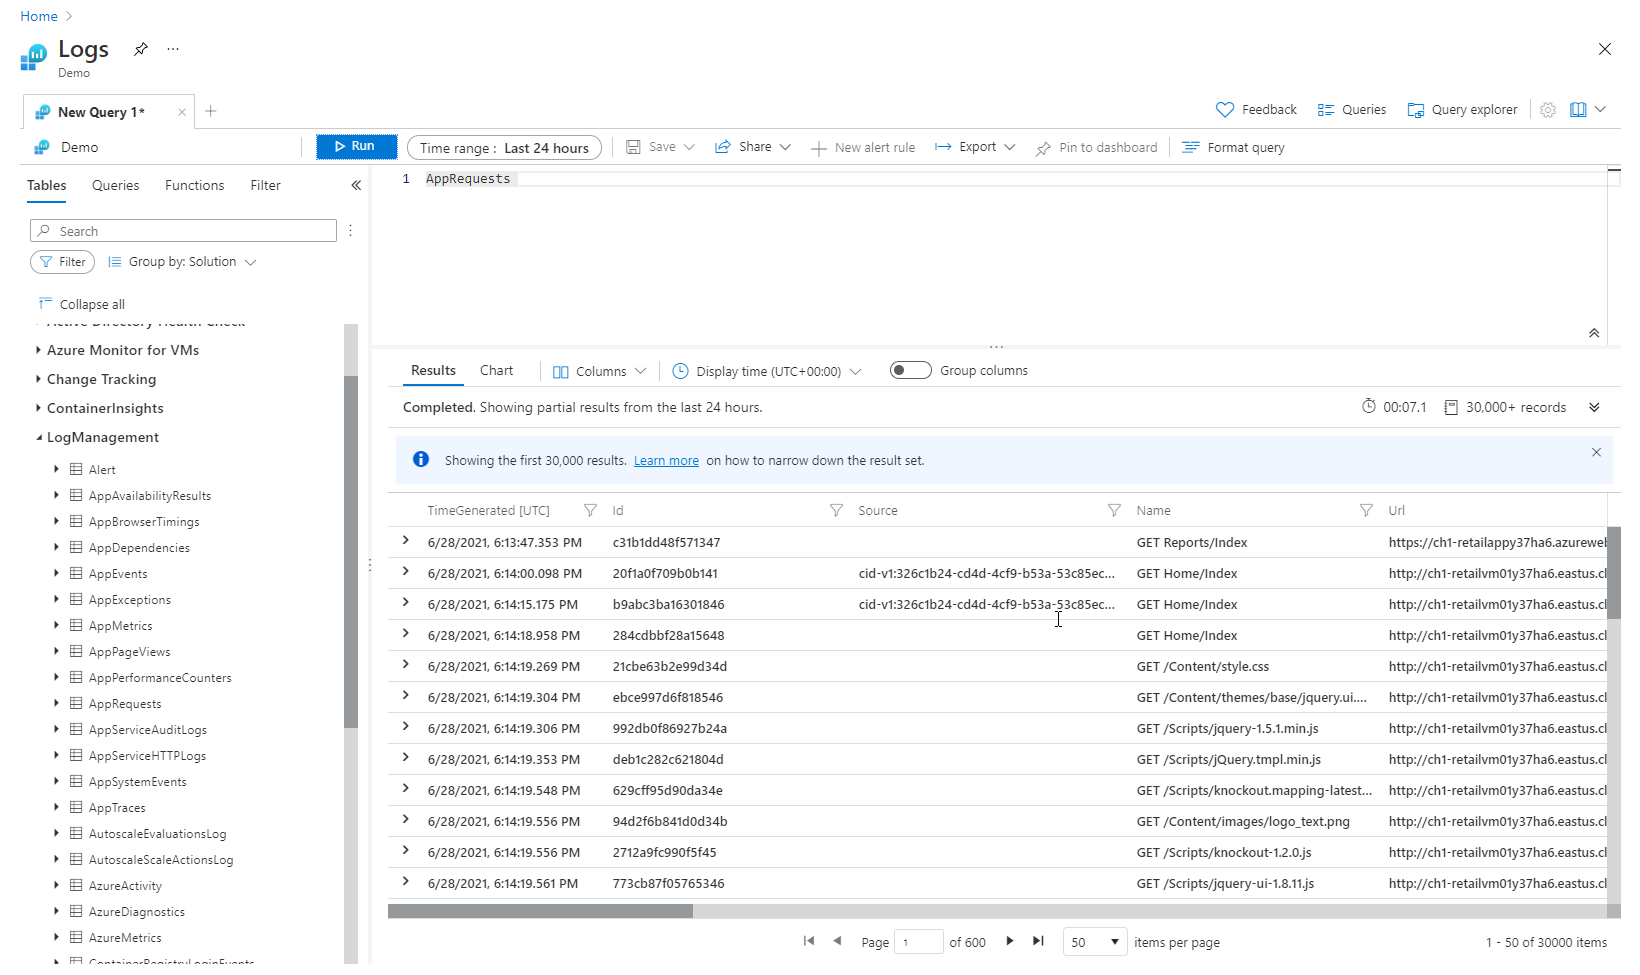 Home
Logs
Demo
New Query 1*
Feedback
Queries
Query explorer
Demo
Run
Time range : Last 24 hours
Save
Share
New alert rule
Export
Pin to dashboard
Format query
Tables
Queries
Functions
Filter
Search
Filter
Group by: Solution
Collapse all
Active Directory Health Check
Azure Monitor for VMs
Change Tracking
ContainerInsights
LogManagement
Alert
AppAvailabilityResults
AppBrowserTimings
AppDependencies
AppEvents
AppExceptions
AppMetrics
AppPageViews
AppPerformanceCounters
AppRequests
AppServiceAuditLogs
AppServiceHTTPLogs
AppSystemEvents
AppTraces
AutoscaleEvaluationsLog
AutoscaleScaleActionsLog
AzureActivity
AzureDiagnostics
AzureMetrics
ContainerRegistryLoginEvents
1 AppRequests
Results
Chart
Columns
Display time (UTC+00:00)
Group columns
Completed. Showing partial results from the last 24 hours.
00:07.1
30,000+ records
Showing the first 30,000 results. Learn more on how to narrow down the result set.
TimeGenerated [UTC] Id Source Name Url
6/28/2021, 6:13:47.353 PM c31b1dd48f571347 GET Reports/Index https://ch1-retailappy37ha6.azureweb
6/28/2021, 6:14:00.098 PM 20f1a0f709b0b141 cid-v1:326c1b24-cd4d-4cf9-b53a-53c85ec... GET Home/Index http://ch1-retailvm01y37ha6.eastus.cl
6/28/2021, 6:14:15.175 PM b9abc3ba16301846 cid-v1:326c1b24-cd4d-4cf9-b53a-53c85ec... GET Home/Index http://ch1-retailvm01y37ha6.eastus.cl
6/28/2021, 6:14:18.958 PM 284cdbbf28a15648 GET Home/Index http://ch1-retailvm01y37ha6.eastus.cl
6/28/2021, 6:14:19.269 PM 21cbe63b2e99d34d GET /Content/style.css http://ch1-retailvm01y37ha6.eastus.cl
6/28/2021, 6:14:19.304 PM ebce997d6f818546 GET /Content/themes/base/jquery.ui.... http://ch1-retailvm01y37ha6.eastus.cl
6/28/2021, 6:14:19.306 PM 992db0f86927b24a GET /Scripts/jquery-1.5.1.min.js http://ch1-retailvm01y37ha6.eastus.cl
6/28/2021, 6:14:19.353 PM deb1c282c621804d GET /Scripts/jQuery.tmpl.min.js http://ch1-retailvm01y37ha6.eastus.cl
6/28/2021, 6:14:19.548 PM 629cff95d90da34e GET /Scripts/knockout.mapping-latest... http://ch1-retailvm01y37ha6.eastus.cl
6/28/2021, 6:14:19.556 PM 94d2f6b841d0d34b GET /Content/images/logo_text.png http://ch1-retailvm01y37ha6.eastus.cl
6/28/2021, 6:14:19.556 PM 2712a9fc990f5f45 GET /Scripts/knockout-1.2.0.js http://ch1-retailvm01y37ha6.eastus.cl
6/28/2021, 6:14:19.561 PM 773cb87f05765346 GET /Scripts/jquery-ui-1.8.11.js http://ch1-retailvm01y37ha6.eastus.cl
Page 1 of 600
50 items per page
1 - 50 of 30000 items